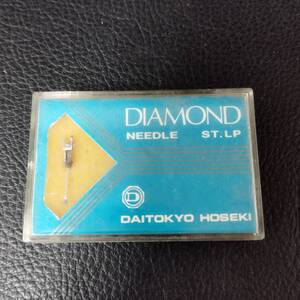 DIAMOND
NEEDLE ST. LP
D
DAITOKYO HOSEKI